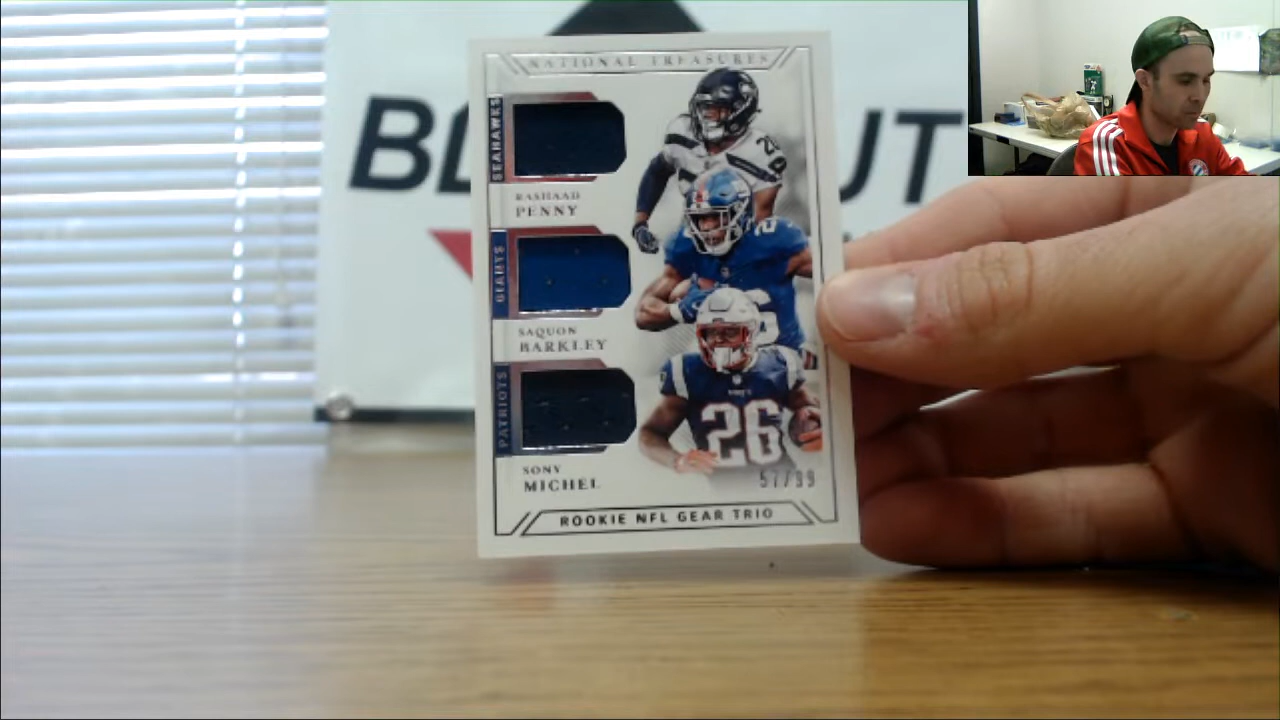 NATIONAL TREASURES
SEAHAWKS
RASHAAD
PENNY
GIANTS
SAQUON
BARKLEY
PATRIOTS
SONY
MICHEL
26
57/99
ROOKIE NFL GEAR TRIO